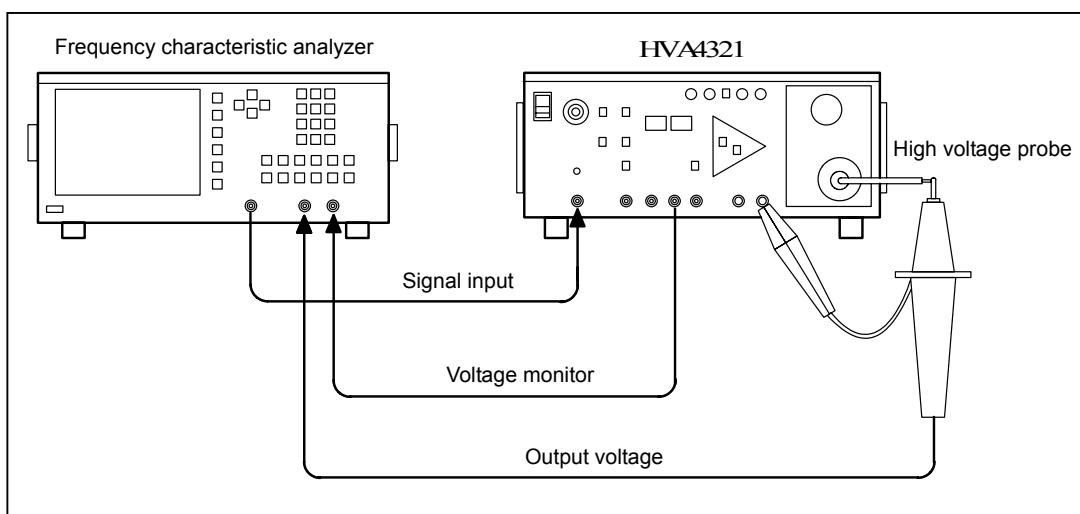 Frequency characteristic analyzer
HVA4321
High voltage probe
Signal input
Voltage monitor
Output voltage